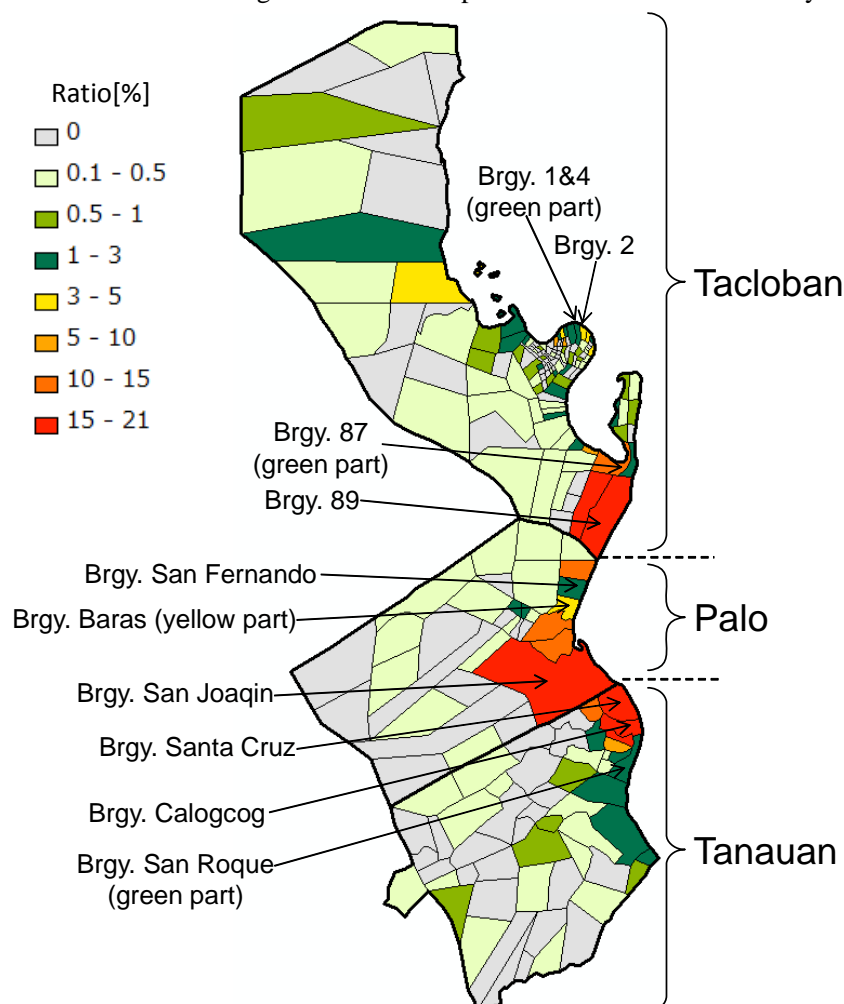 Ratio[%]
0
0.1 - 0.5
0.5 - 1
1 - 3
3 - 5
5 - 10
10 - 15
15 - 21
Brgy. 1&4
(green part)
Brgy. 2
Tacloban
Brgy. 87
(green part)
Brgy. 89
Brgy. San Fernando
Brgy. Baras (yellow part)
Palo
Brgy. San Joaqin
Brgy. Santa Cruz
Brgy. Calogcog
Brgy. San Roque
(green part)
Tanauan